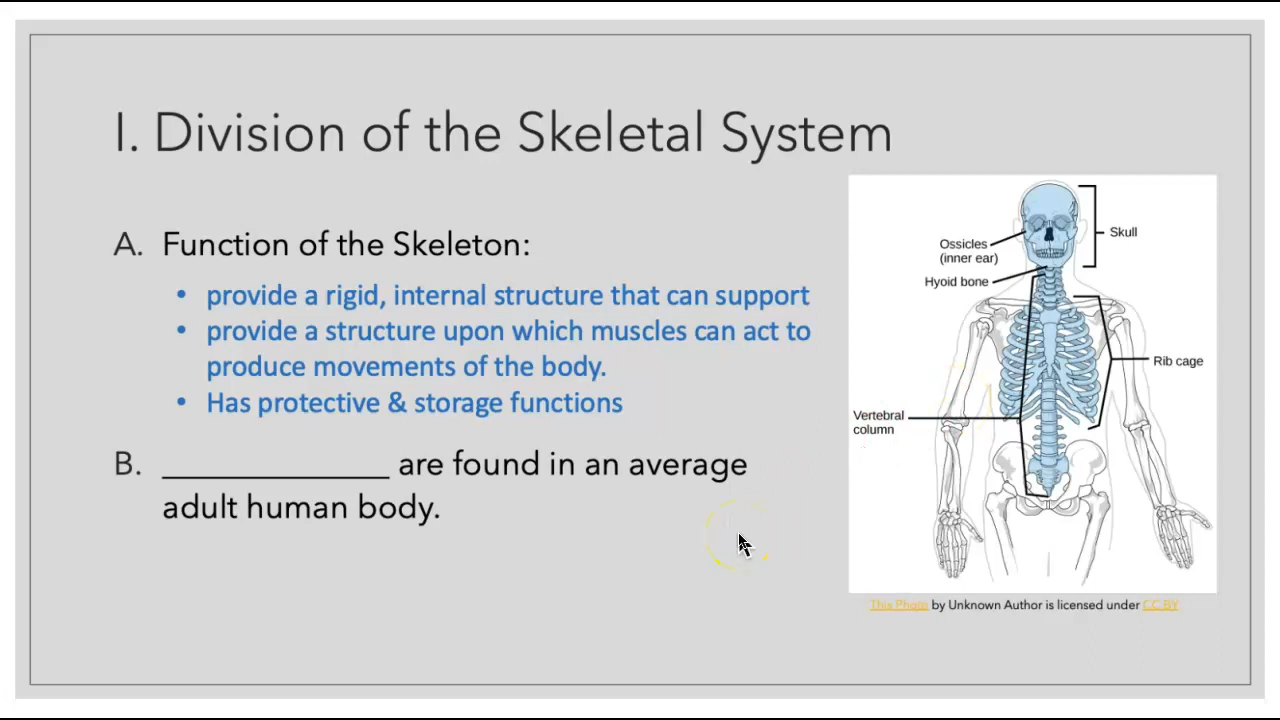 I. Division of the Skeletal System
A. Function of the Skeleton:
• provide a rigid, internal structure that can support
• provide a structure upon which muscles can act to
produce movements of the body.
• Has protective & storage functions
B. ______________ are found in an average
adult human body.
Skull
Ossicles
(inner ear)
Hyoid bone
Rib cage
Vertebral
column
This Photo by Unknown Author is licensed under CC BY